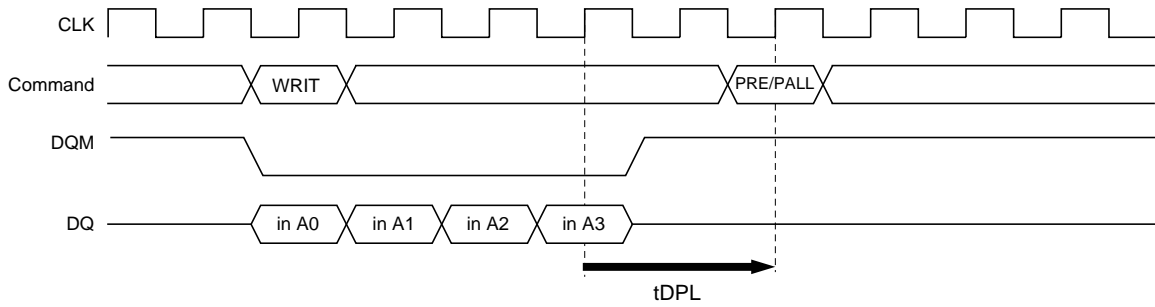 CLK
Command WRIT PRE/PALL
DQM
DQ in A0 in A1 in A2 in A3
tDPL